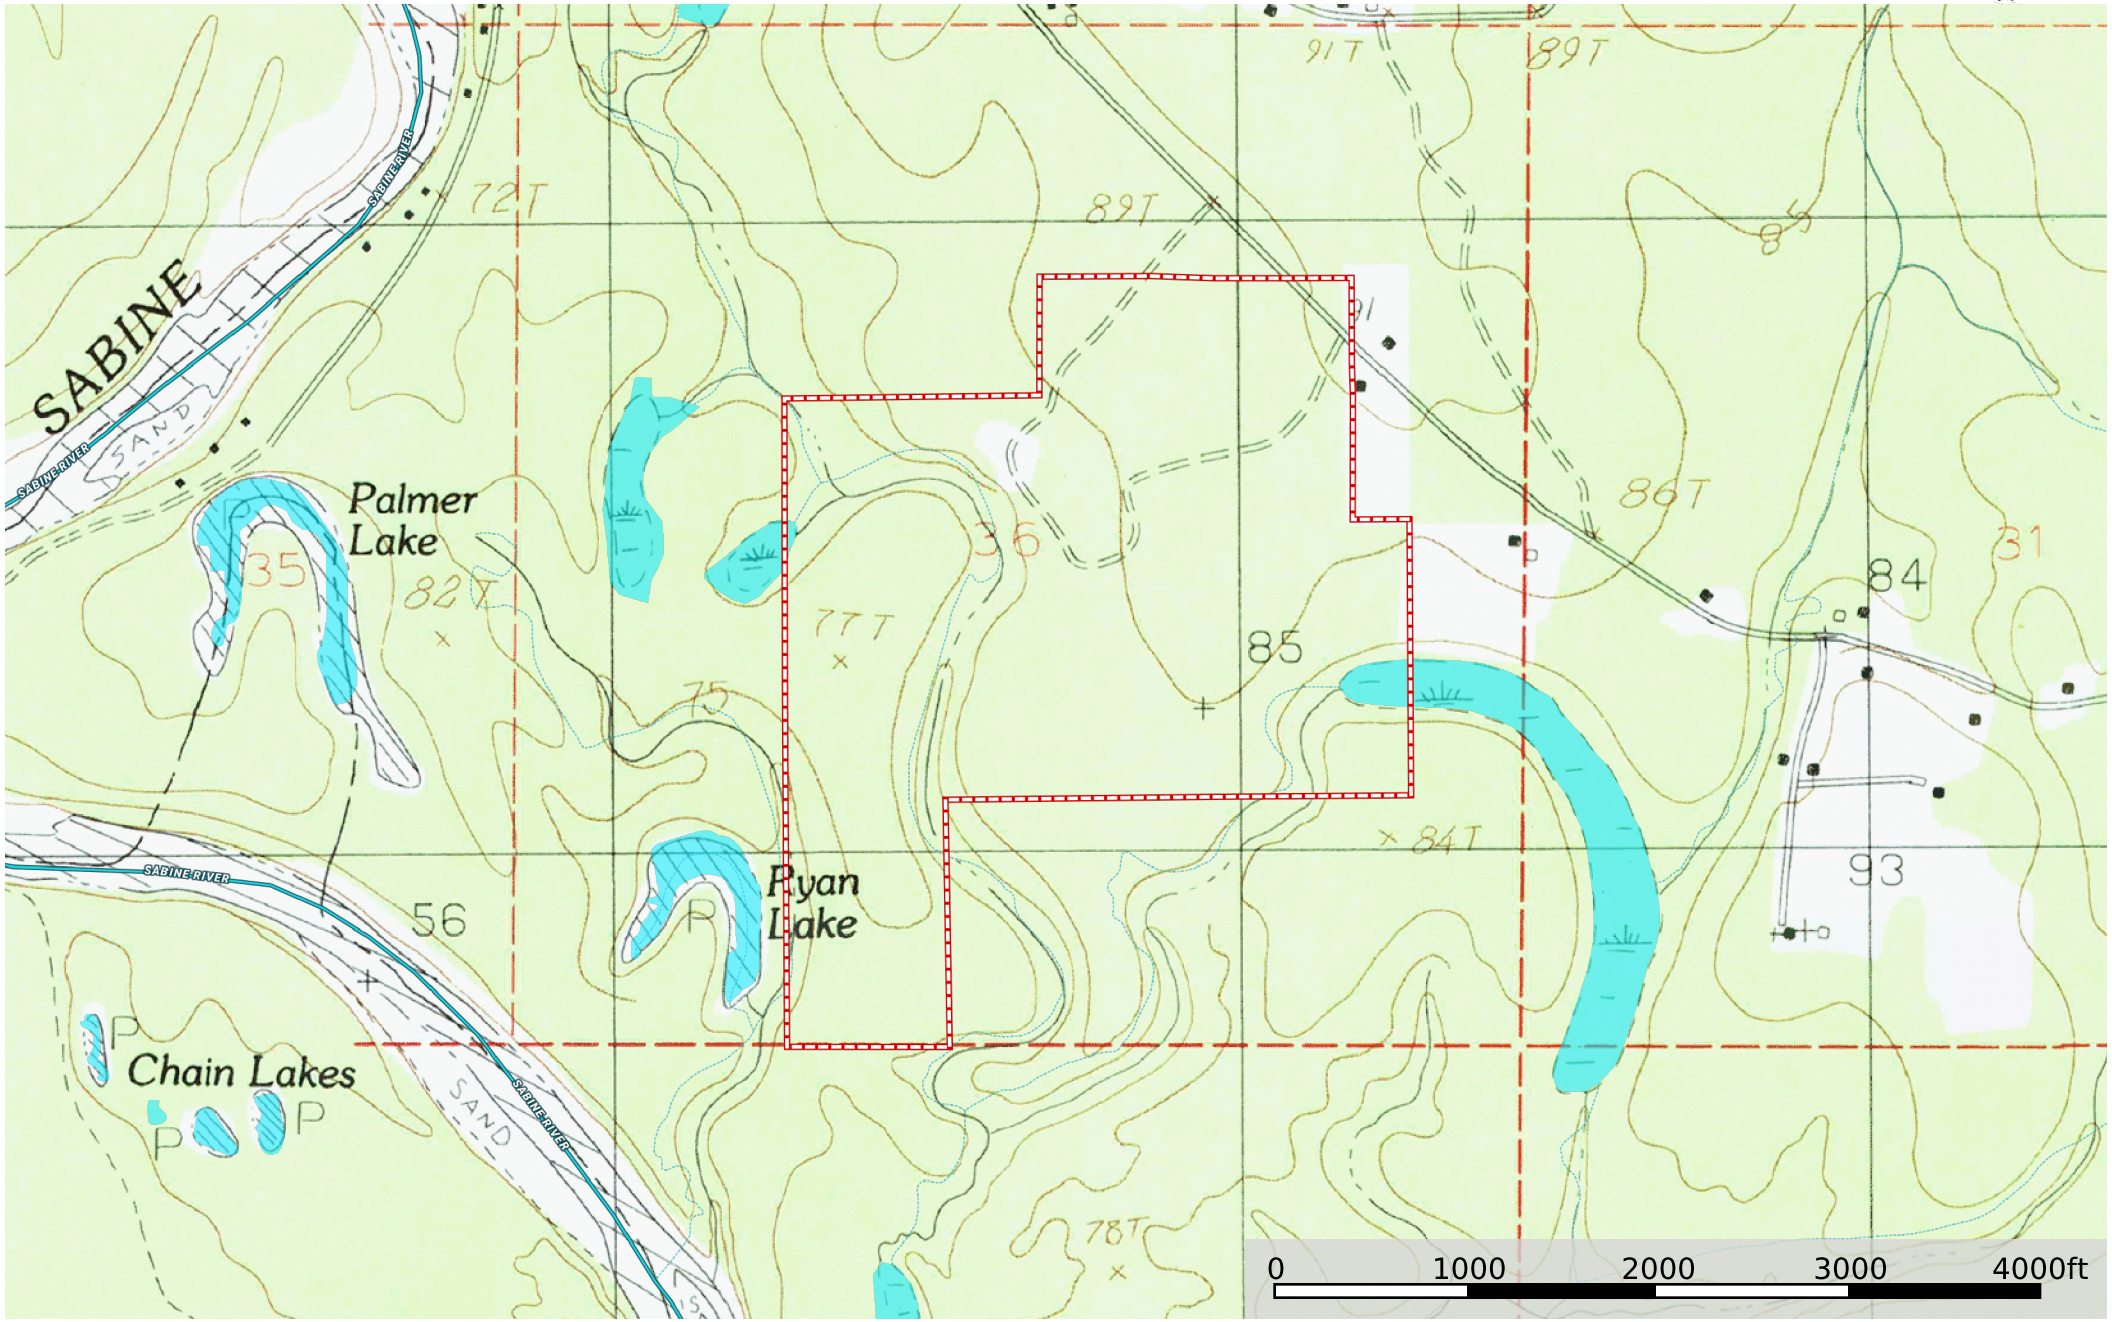 91T
89T
SABINE RIVER
72T
89T
85
SABINE
91
SAND
SABINE RIVER
Palmer
Lake
86T
36
31
35
82T
84
77T
85
75
84T
SABINE RIVER
93
Ryan
Lake
P
56
P
Chain Lakes
P
P
SAND
SABINE RIVER
78T
0 1000 2000 3000 4000ft